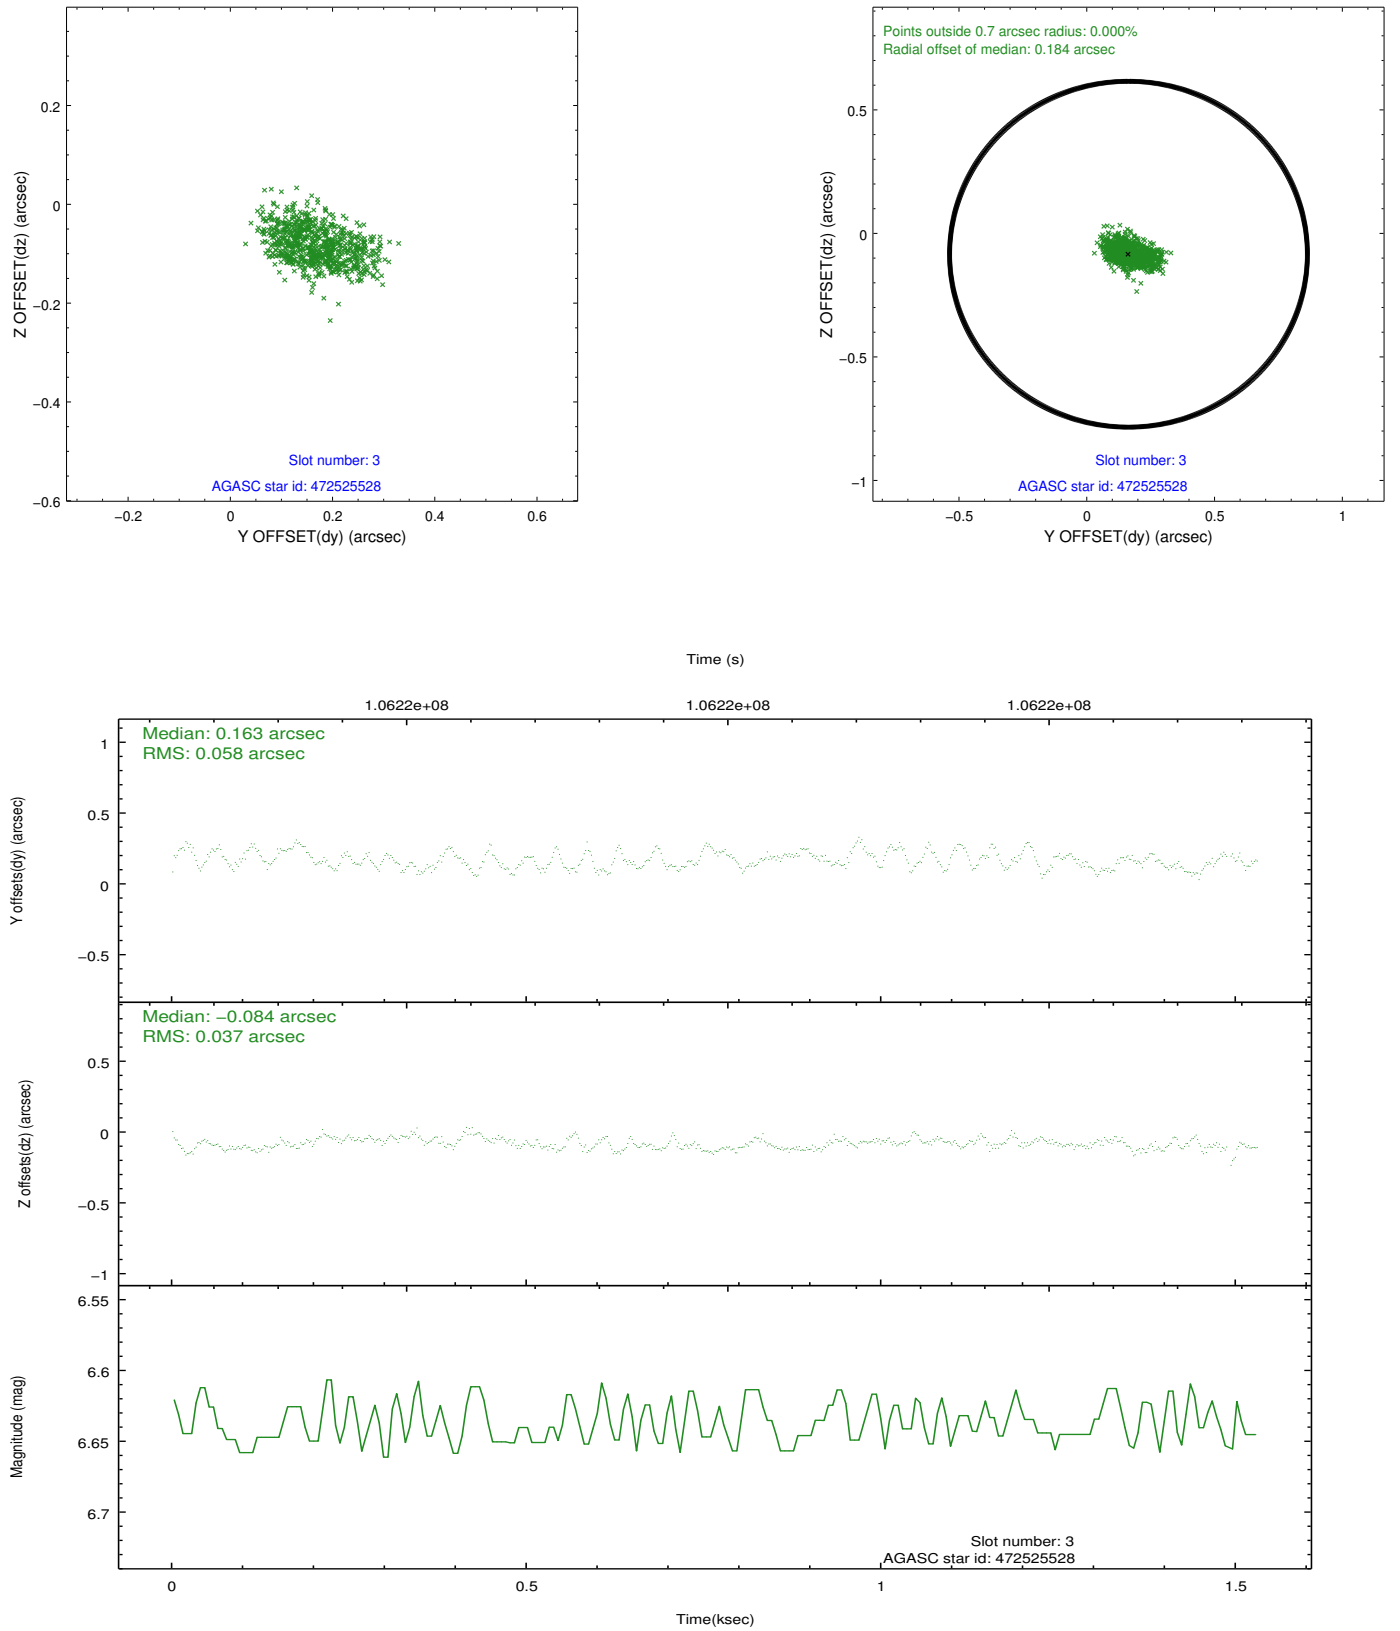 0.2
0
−0.2
−0.4
−0.6
−0.2
0
0.2
0.4
0.6
Z OFFSET(dz) (arcsec)
Y OFFSET(dy) (arcsec)
Slot number: 3
AGASC star id: 472525528
Points outside 0.7 arcsec radius: 0.000%
Radial offset of median: 0.184 arcsec
0.5
0
−0.5
−1
−0.5
0
0.5
1
Z OFFSET(dz) (arcsec)
Y OFFSET(dy) (arcsec)
Slot number: 3
AGASC star id: 472525528
Time (s)
1.0622e+08
1.0622e+08
1.0622e+08
Median: 0.163 arcsec
RMS: 0.058 arcsec
1
0.5
0
−0.5
Y offsets(dy) (arcsec)
Median: −0.084 arcsec
RMS: 0.037 arcsec
0.5
0
−0.5
−1
Z offsets(dz) (arcsec)
6.55
6.6
6.65
6.7
Magnitude (mag)
Slot number: 3
AGASC star id: 472525528
0
0.5
1
1.5
Time(ksec)